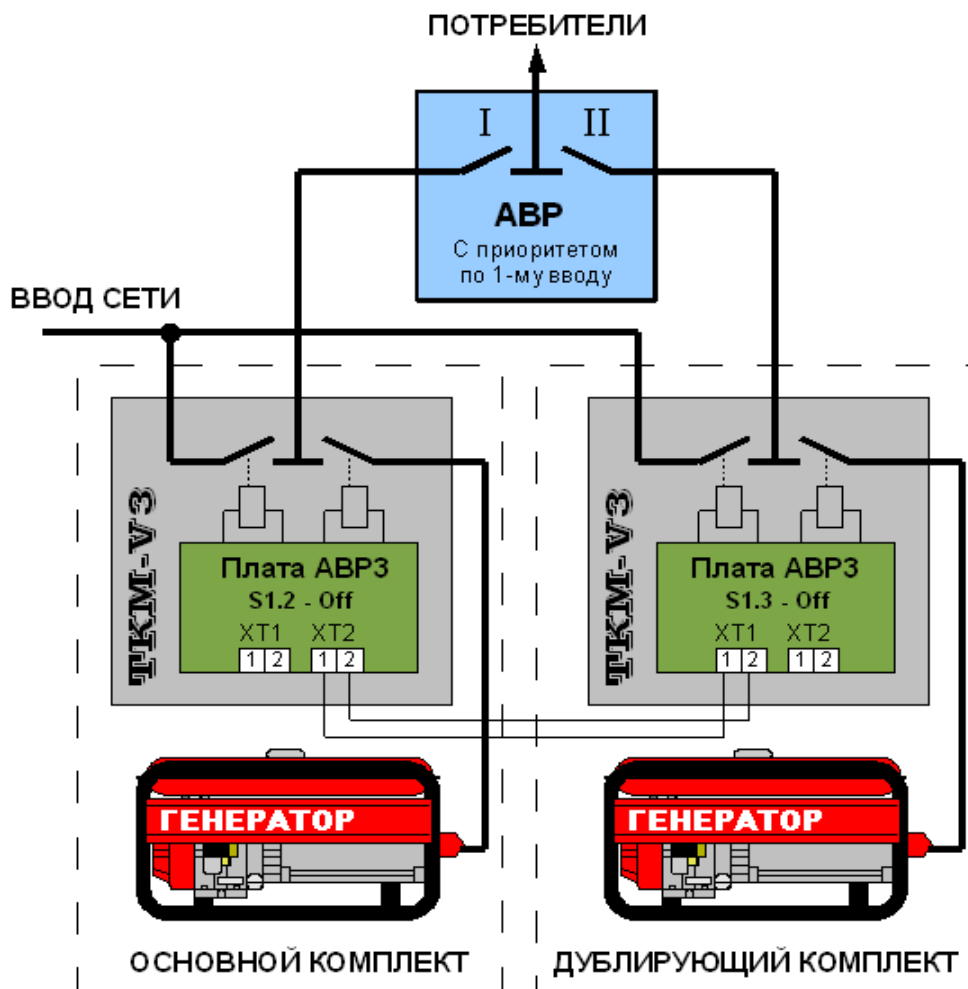 ПОТРЕБИТЕЛИ
I II
АВР
С приоритетом
по 1-му вводу
ВВОД СЕТИ
ТКМ-V3
Плата АВР3
S1.2 - Off
XT1 XT2
1 2 1 2
ТКМ-V3
Плата АВР3
S1.3 - Off
XT1 XT2
1 2 1 2
ГЕНЕРАТОР
ГЕНЕРАТОР
ОСНОВНОЙ КОМПЛЕКТ
ДУБЛИРУЮЩИЙ КОМПЛЕКТ